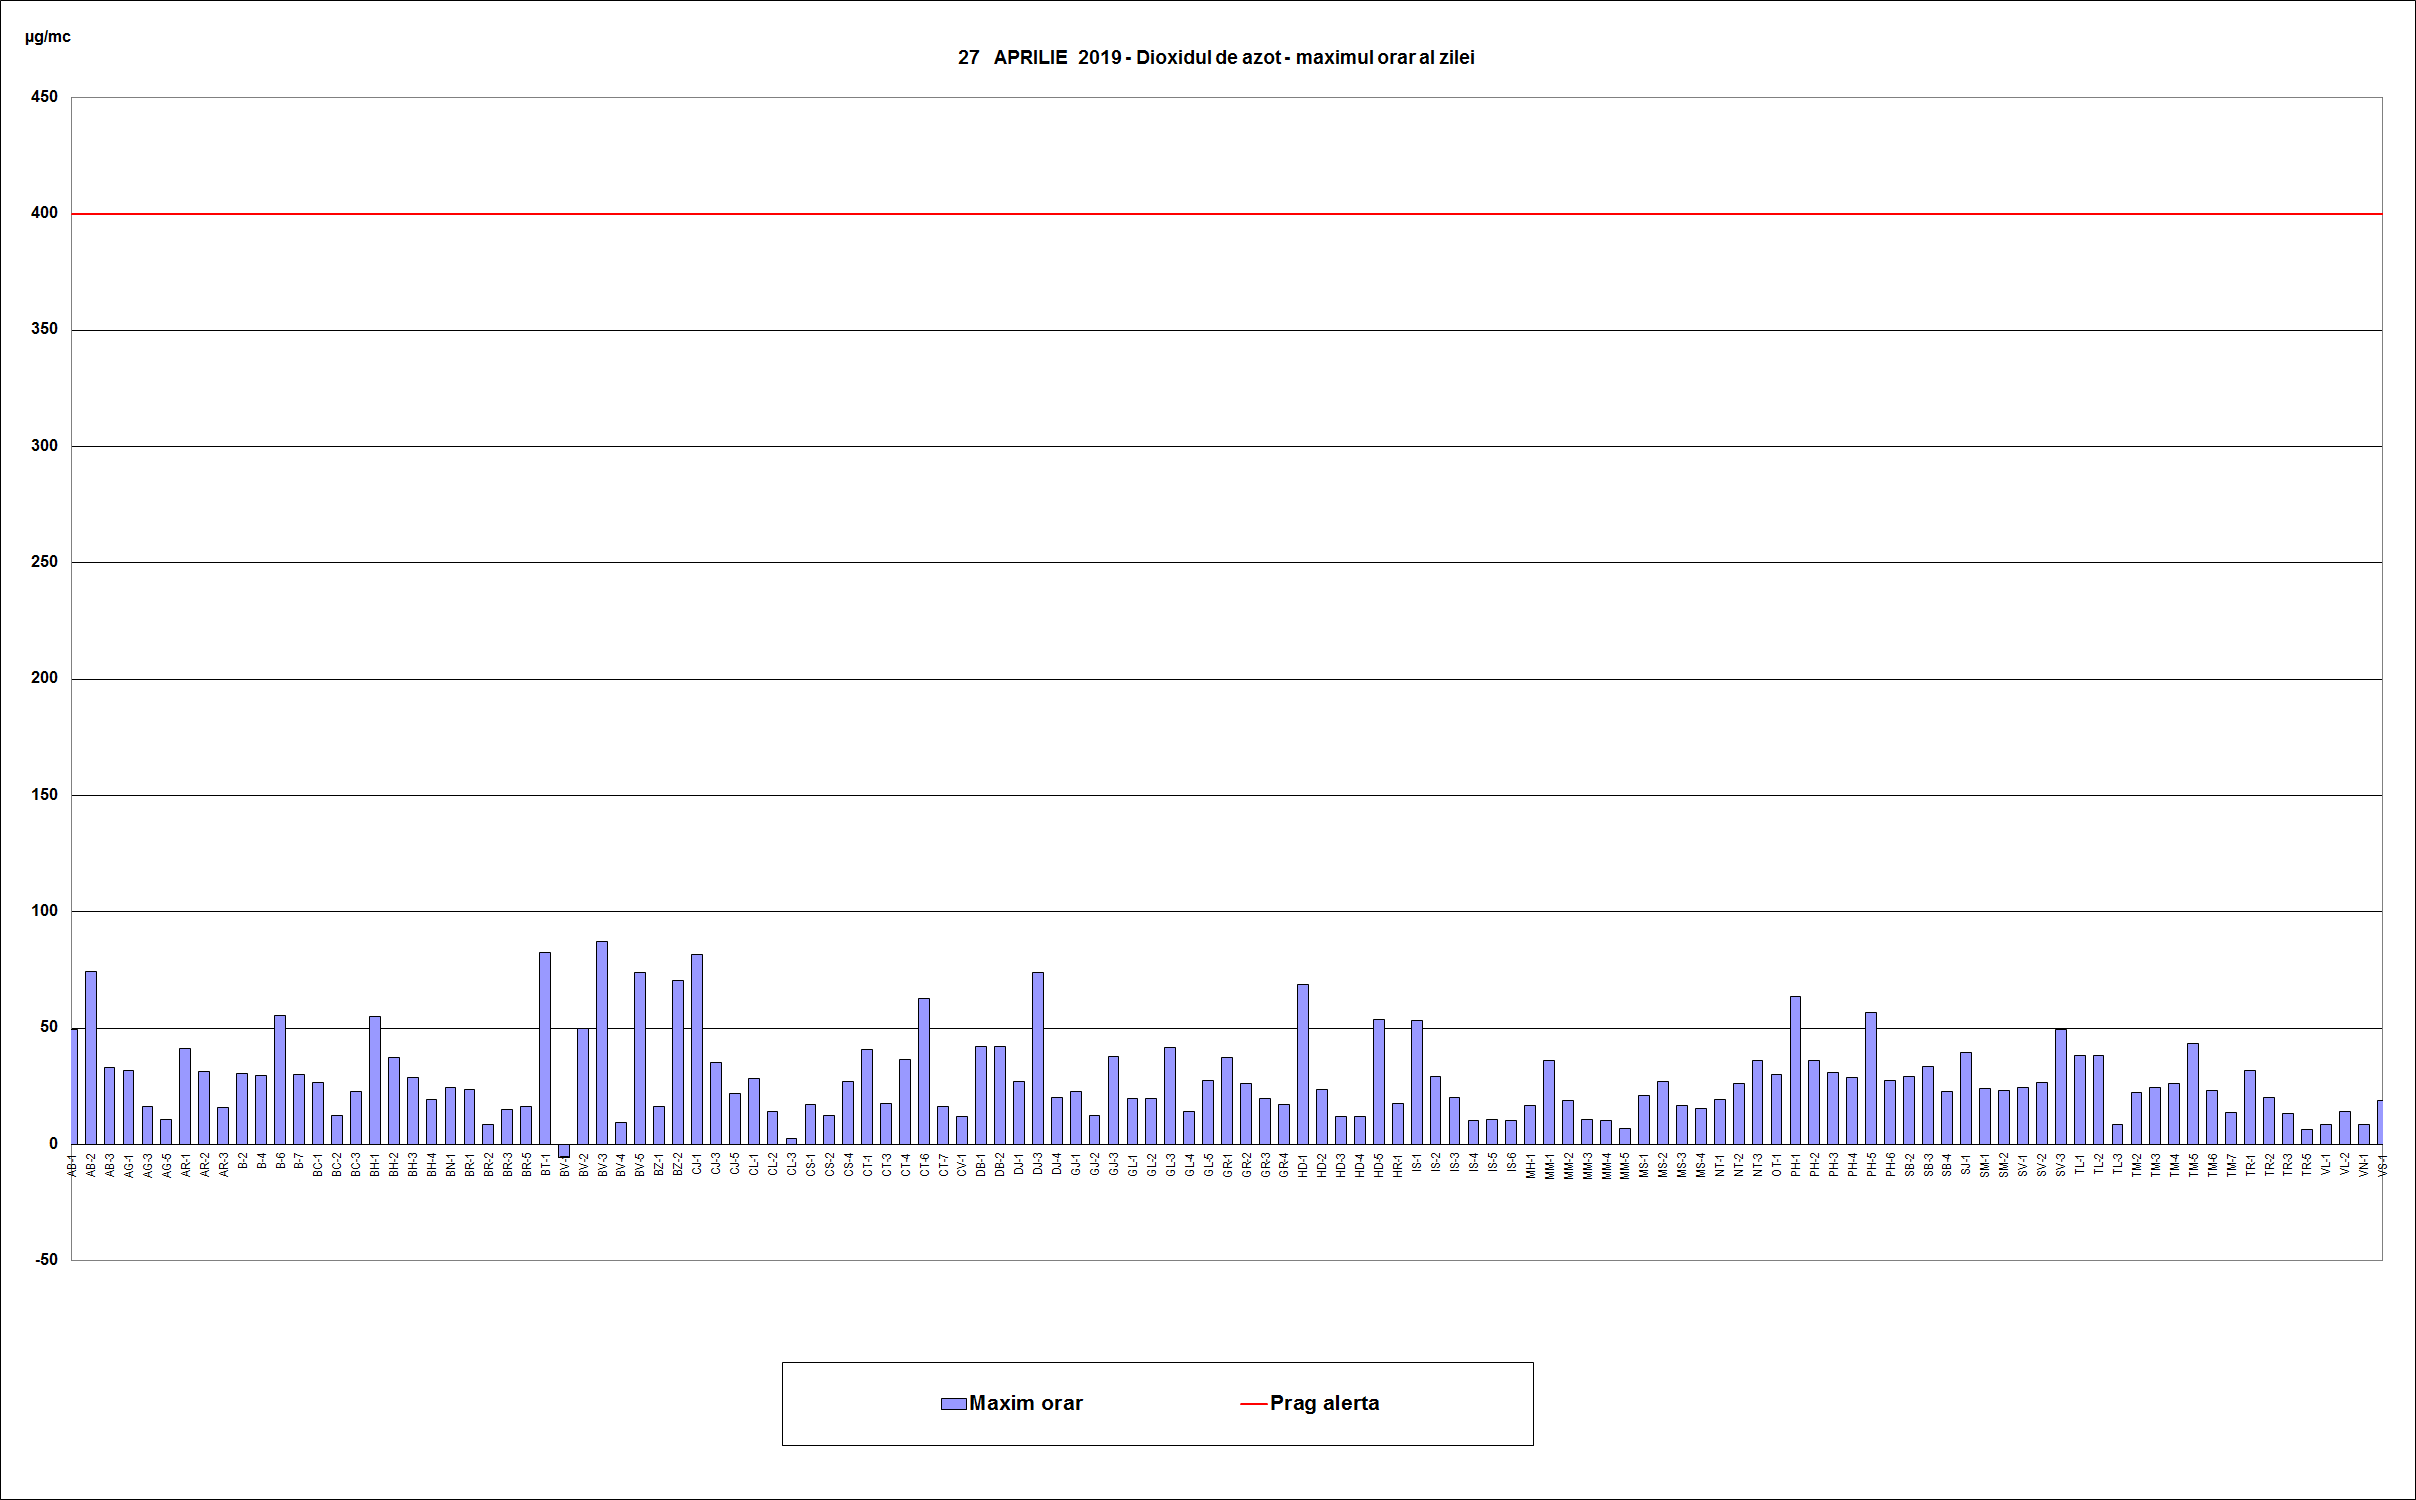 µg/mc
27 APRILIE 2019 - Dioxidul de azot - maximul orar al zilei
450
400
350
300
250
200
150
100
50
0
-50
AB-1 AB-2 AB-3 AG-1 AG-3 AG-5 AR-1 AR-2 AR-3 B-2 B-4 B-6 B-7 BC-1 BC-2 BC-3 BH-1 BH-2 BH-3 BH-4 BN-1 BR-1 BR-2 BR-3 BR-5 BT-1 BV-1 BV-2 BV-3 BV-4 BV-5 BZ-1 BZ-2 CJ-1 CJ-3 CJ-5 CL-1 CL-2 CL-3 CS-1 CS-2 CS-4 CT-1 CT-3 CT-4 CT-6 CT-7 CV-1 DB-1 DB-2 DJ-1 DJ-3 DJ-4 GJ-1 GJ-2 GJ-3 GL-1 GL-2 GL-3 GL-4 GL-5 GR-1 GR-2 GR-3 GR-4 HD-1 HD-2 HD-3 HD-4 HD-5 HR-1 IS-1 IS-2 IS-3 IS-4 IS-5 IS-6 MH-1 MM-1 MM-2 MM-3 MM-4 MM-5 MS-1 MS-2 MS-3 MS-4 NT-1 NT-2 NT-3 OT-1 PH-1 PH-2 PH-3 PH-4 PH-5 PH-6 SB-2 SB-3 SB-4 SJ-1 SM-1 SM-2 SV-1 SV-2 SV-3 TL-1 TL-2 TL-3 TM-2 TM-3 TM-4 TM-5 TM-6 TM-7 TR-1 TR-2 TR-3 TR-5 VL-1 VL-2 VN-1 VS-1
Maxim orar Prag alerta